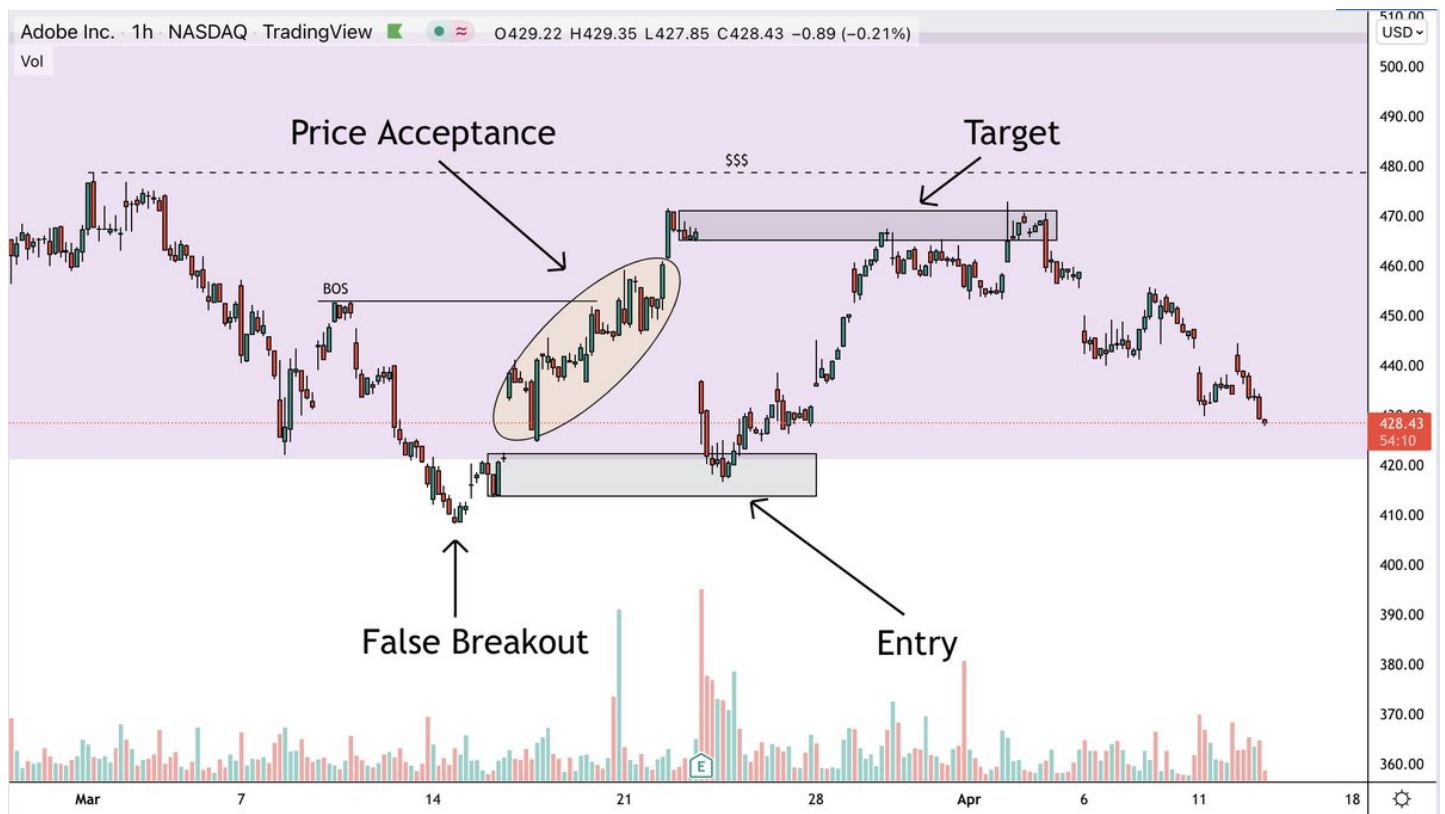 Adobe Inc. · 1h · NASDAQ · TradingView O429.22 H429.35 L427.85 C428.43 −0.89 (−0.21%)
Vol
510.00
USD
500.00
490.00
480.00
470.00
460.00
450.00
440.00
430.00
428.43
54:10
420.00
410.00
400.00
390.00
380.00
370.00
360.00
Price Acceptance
Target
$$$
BOS
False Breakout
Entry
E
Mar 7 14 21 28 Apr 6 11 18